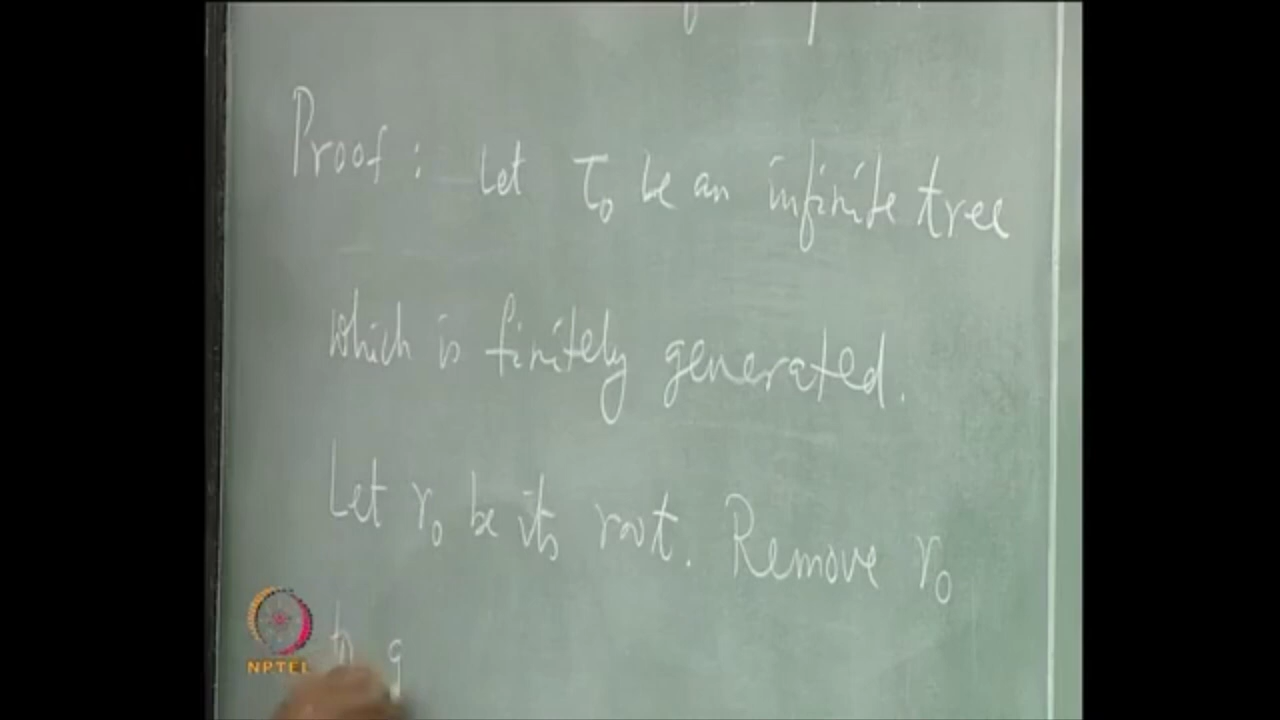 Proof : Let T₀ be an infinite tree
which is finitely generated.
Let r₀ be its root. Remove r₀
to g
NPTEL